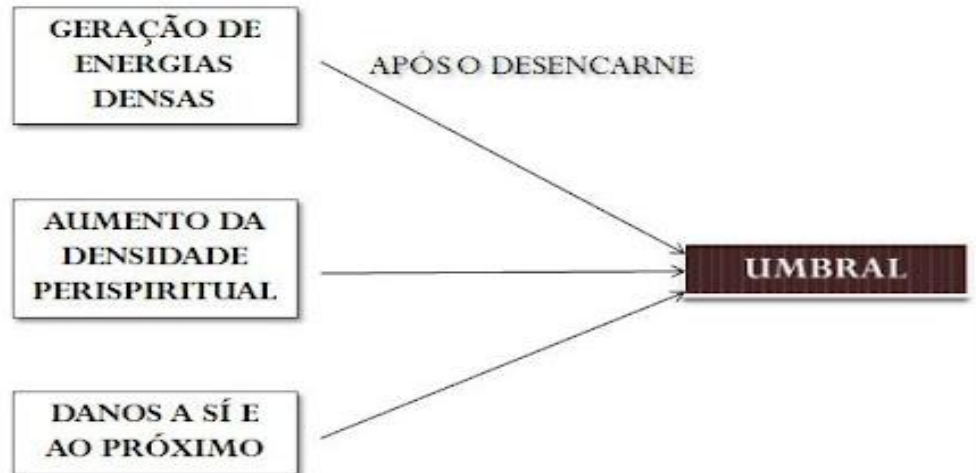 GERAÇÃO DE
ENERGIAS
DENSAS
APÓS O DESENCARNE
AUMENTO DA
DENSIDADE
PERISPIRITUAL
UMBRAL
DANOS A SÍ E
AO PRÓXIMO